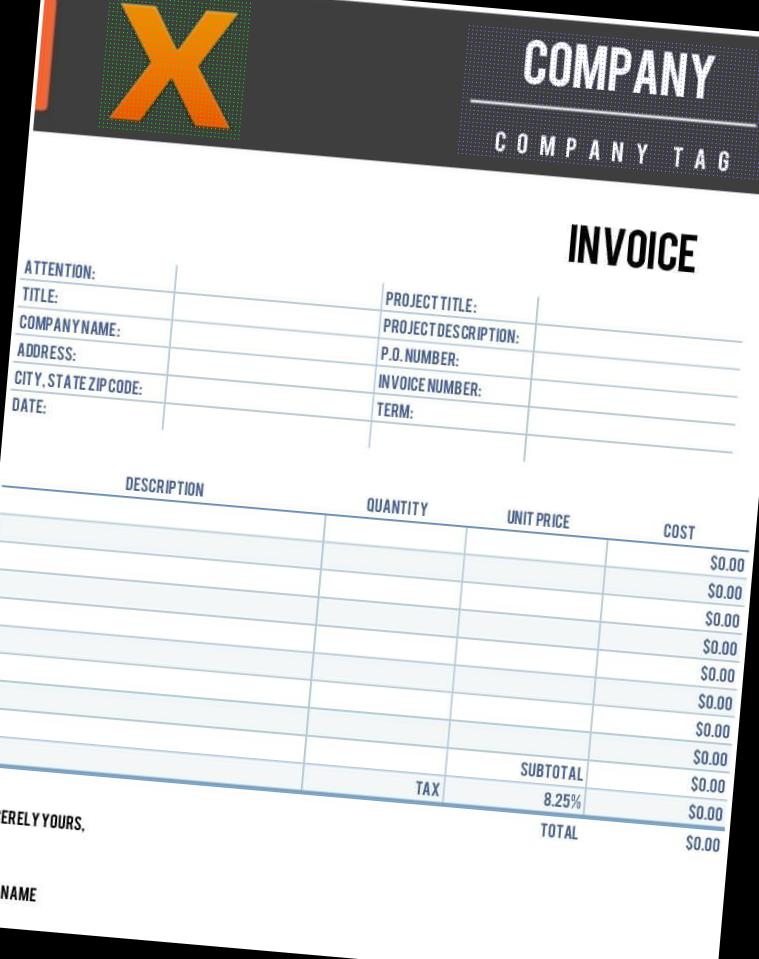 X
COMPANY
COMPANY TAG
INVOICE
ATTENTION:
TITLE:
COMPANY NAME:
ADDRESS:
CITY, STATE ZIP CODE:
DATE:
PROJECT TITLE:
PROJECT DESCRIPTION:
P.O. NUMBER:
INVOICE NUMBER:
TERM:
DESCRIPTION QUANTITY UNIT PRICE COST
$0.00
$0.00
$0.00
$0.00
$0.00
$0.00
$0.00
$0.00
SUBTOTAL $0.00
TAX 8.25% $0.00
TOTAL $0.00
ERELY YOURS,
NAME